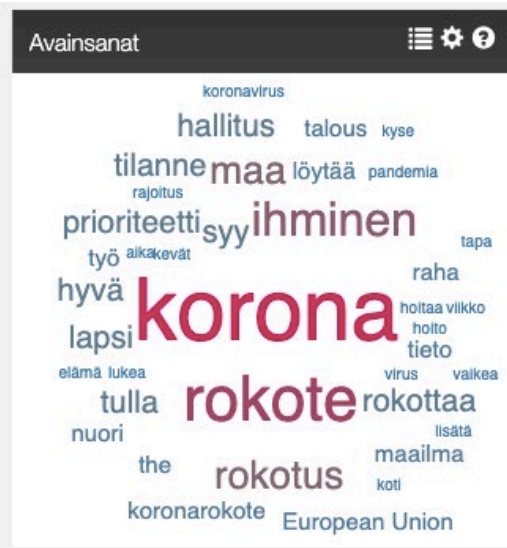 Avainsanat
koronavirus
hallitus talous kyse
tilanne maa löytää pandemia
rajoitus
prioriteetti syy ihminen
tapa
työ aika kevät
raha
hyvä korona hoitaa viikko
hoito
lapsi tieto
elämä lukea virus vaikea
tulla rokote rokottaa
nuori lisätä
maailma
the rokotus koti
koronarokote European Union